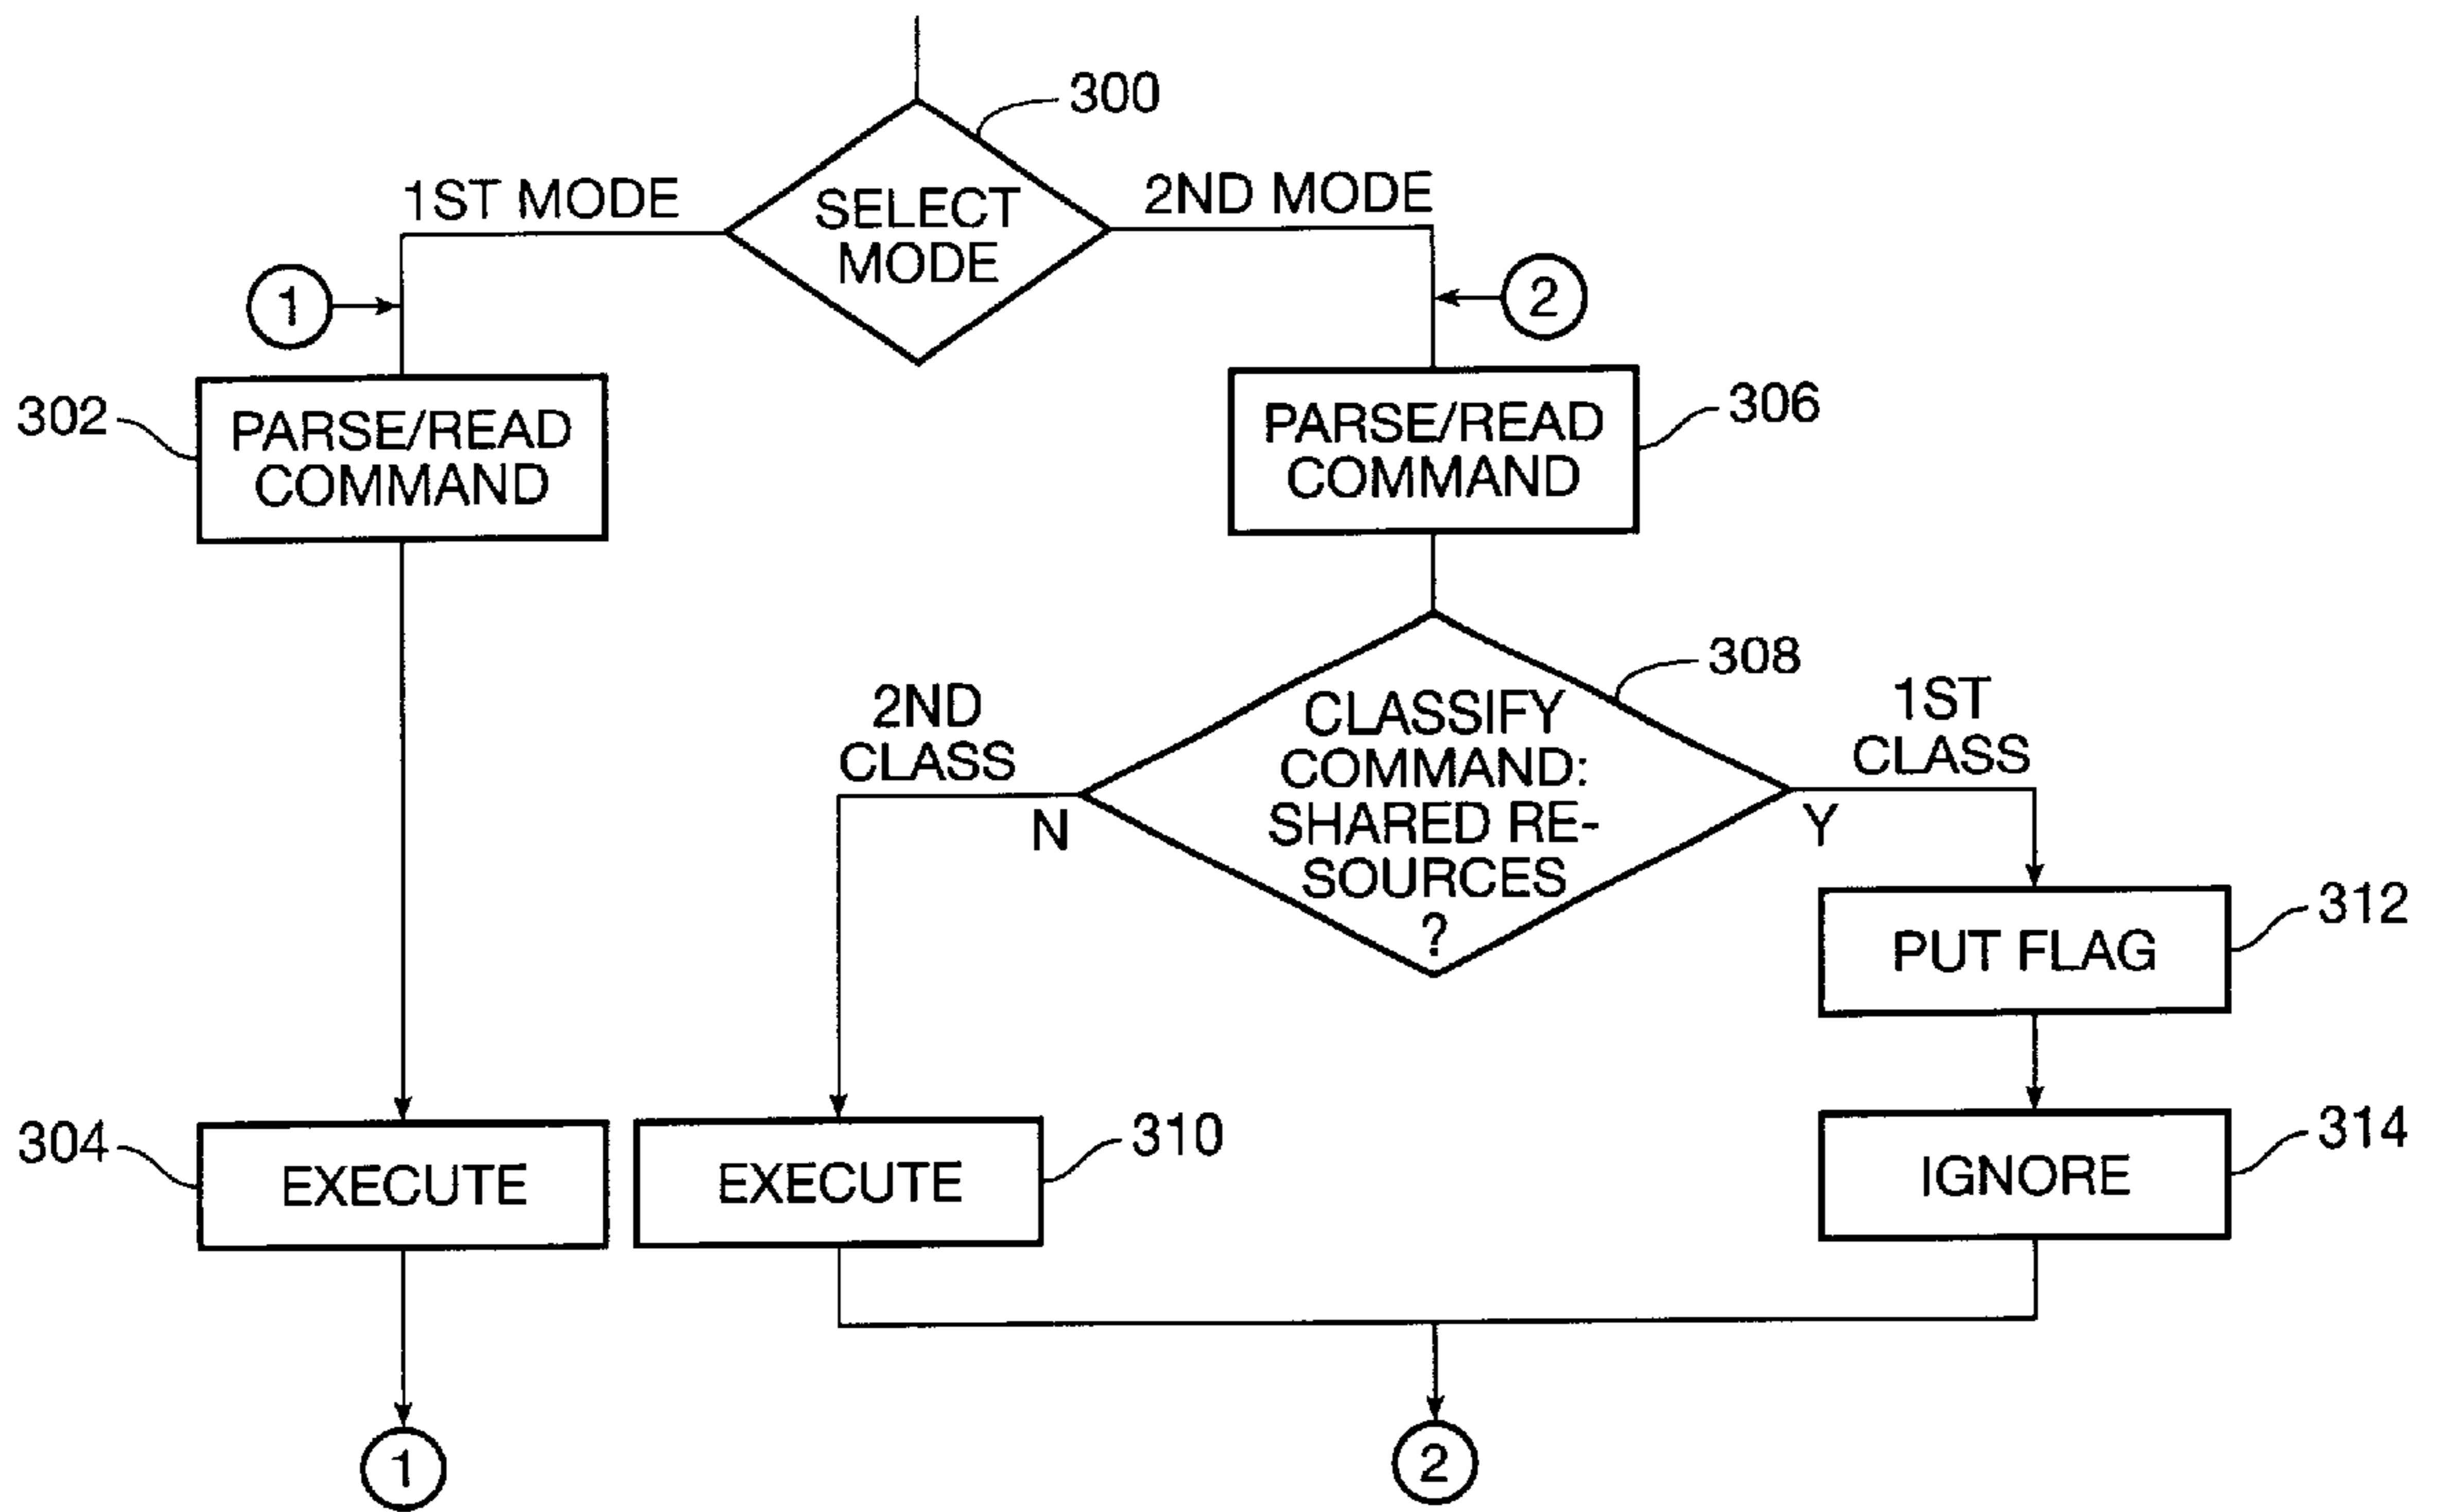 300
1ST MODE
SELECT
MODE
2ND MODE
1
2
302
PARSE/READ
COMMAND
PARSE/READ
COMMAND
306
308
2ND
CLASS
N
CLASSIFY
COMMAND:
SHARED RE-
SOURCES
?
1ST
CLASS
Y
PUT FLAG
312
304
EXECUTE
EXECUTE
310
IGNORE
314
1
2